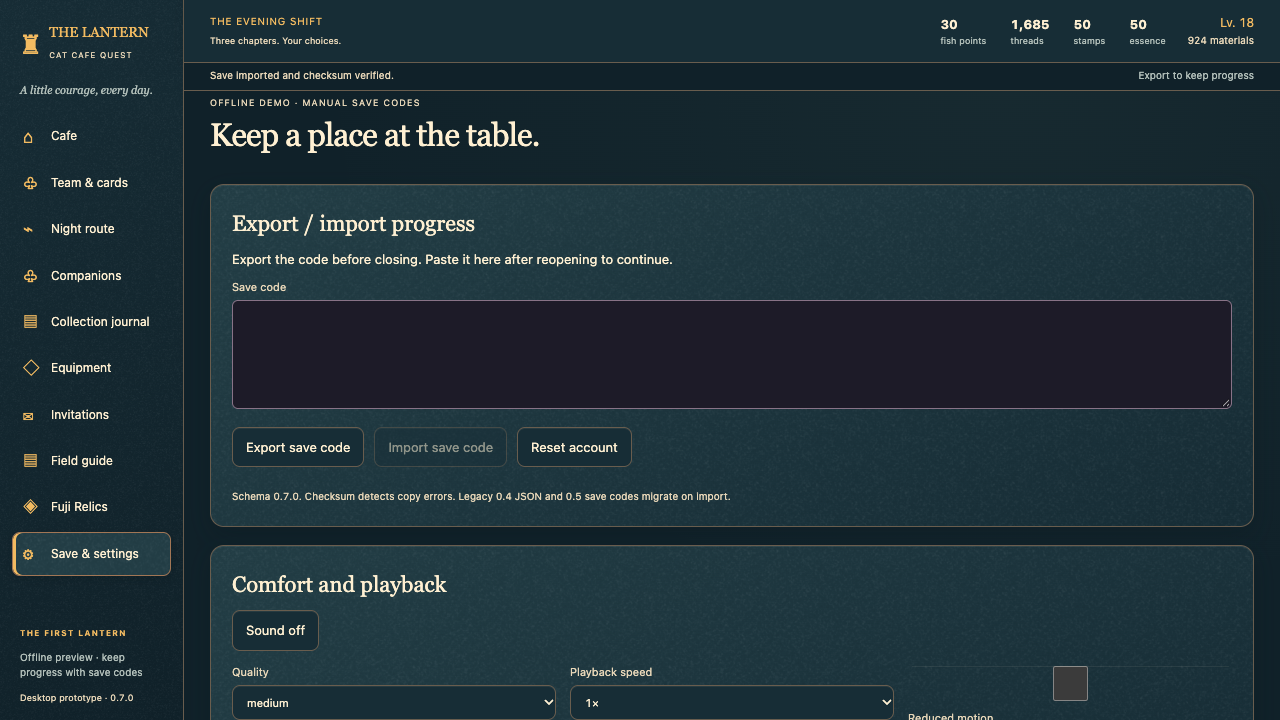 THE LANTERN
CAT CAFE QUEST
A little courage, every day.
Cafe
Team & cards
Night route
Companions
Collection journal
Equipment
Invitations
Field guide
Fuji Relics
Save & settings
THE FIRST LANTERN
Offline preview · keep
progress with save codes
Desktop prototype · 0.7.0
THE EVENING SHIFT
Three chapters. Your choices.
30
fish points
1,685
threads
50
stamps
50
essence
Lv. 18
924 materials
Save imported and checksum verified.
Export to keep progress
OFFLINE DEMO · MANUAL SAVE CODES
Keep a place at the table.
Export / import progress
Export the code before closing. Paste it here after reopening to continue.
Save code
Export save code
Import save code
Reset account
Schema 0.7.0. Checksum detects copy errors. Legacy 0.4 JSON and 0.5 save codes migrate on import.
Comfort and playback
Sound off
Quality
medium
Playback speed
1×
Reduced motion